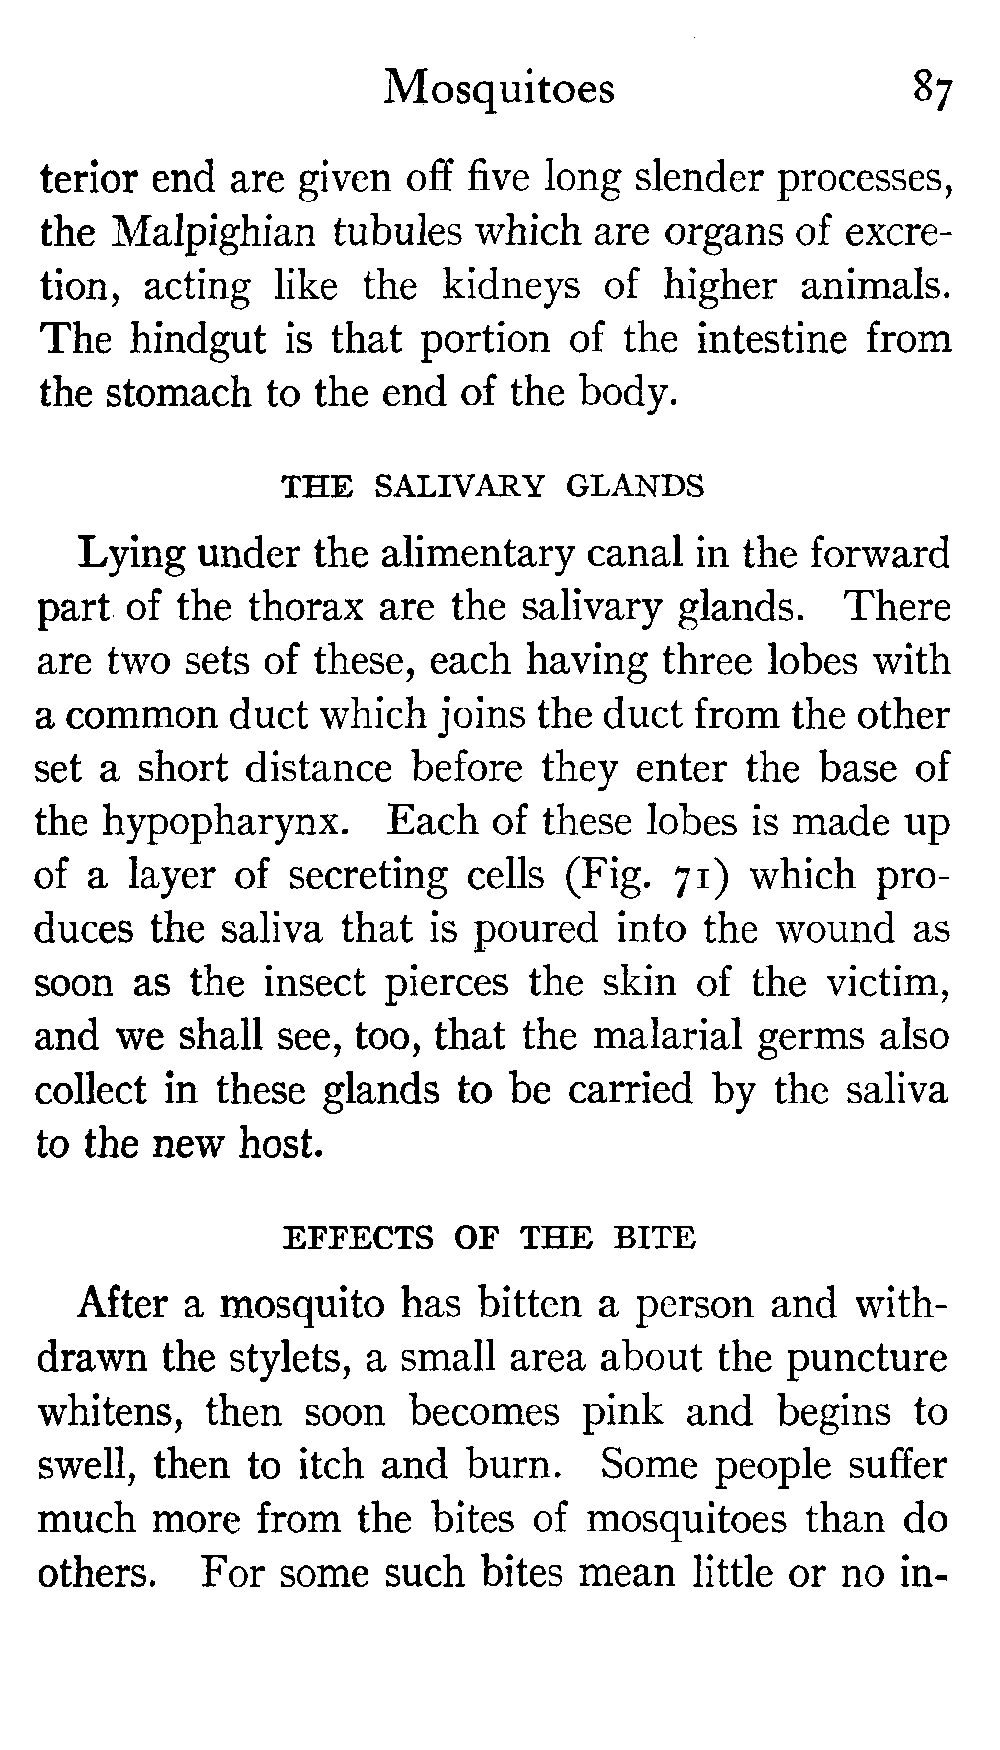 Mosquitoes 87
terior end are given off five long slender processes,
the Malpighian tubules which are organs of excre-
tion, acting like the kidneys of higher animals.
The hindgut is that portion of the intestine from
the stomach to the end of the body.
THE SALIVARY GLANDS
Lying under the alimentary canal in the forward
part of the thorax are the salivary glands. There
are two sets of these, each having three lobes with
a common duct which joins the duct from the other
set a short distance before they enter the base of
the hypopharynx. Each of these lobes is made up
of a layer of secreting cells (Fig. 71) which pro-
duces the saliva that is poured into the wound as
soon as the insect pierces the skin of the victim,
and we shall see, too, that the malarial germs also
collect in these glands to be carried by the saliva
to the new host.
EFFECTS OF THE BITE
After a mosquito has bitten a person and with-
drawn the stylets, a small area about the puncture
whitens, then soon becomes pink and begins to
swell, then to itch and burn. Some people suffer
much more from the bites of mosquitoes than do
others. For some such bites mean little or no in-